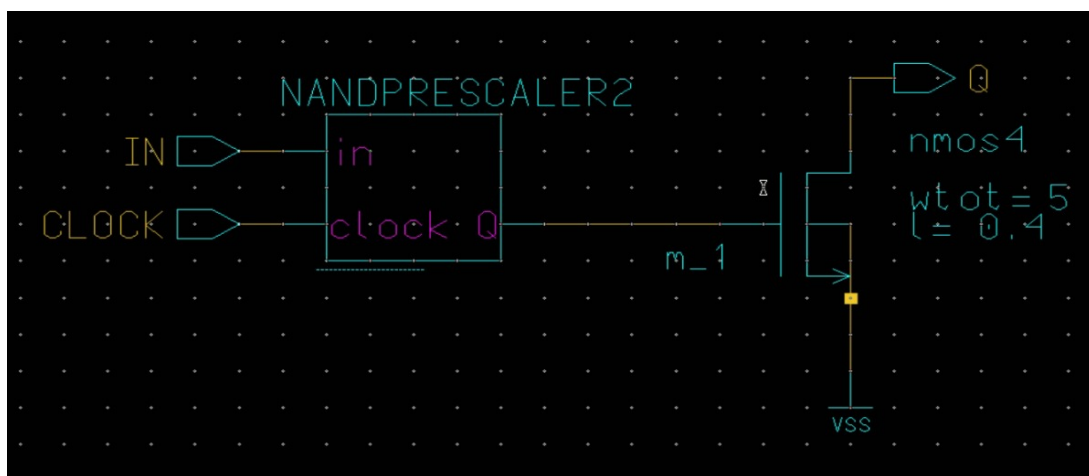 NANDPRESCALER2
IN
in
CLOCK
clock Q
m_1
Q
nmos4
wtot= 5
l= 0.4
VSS